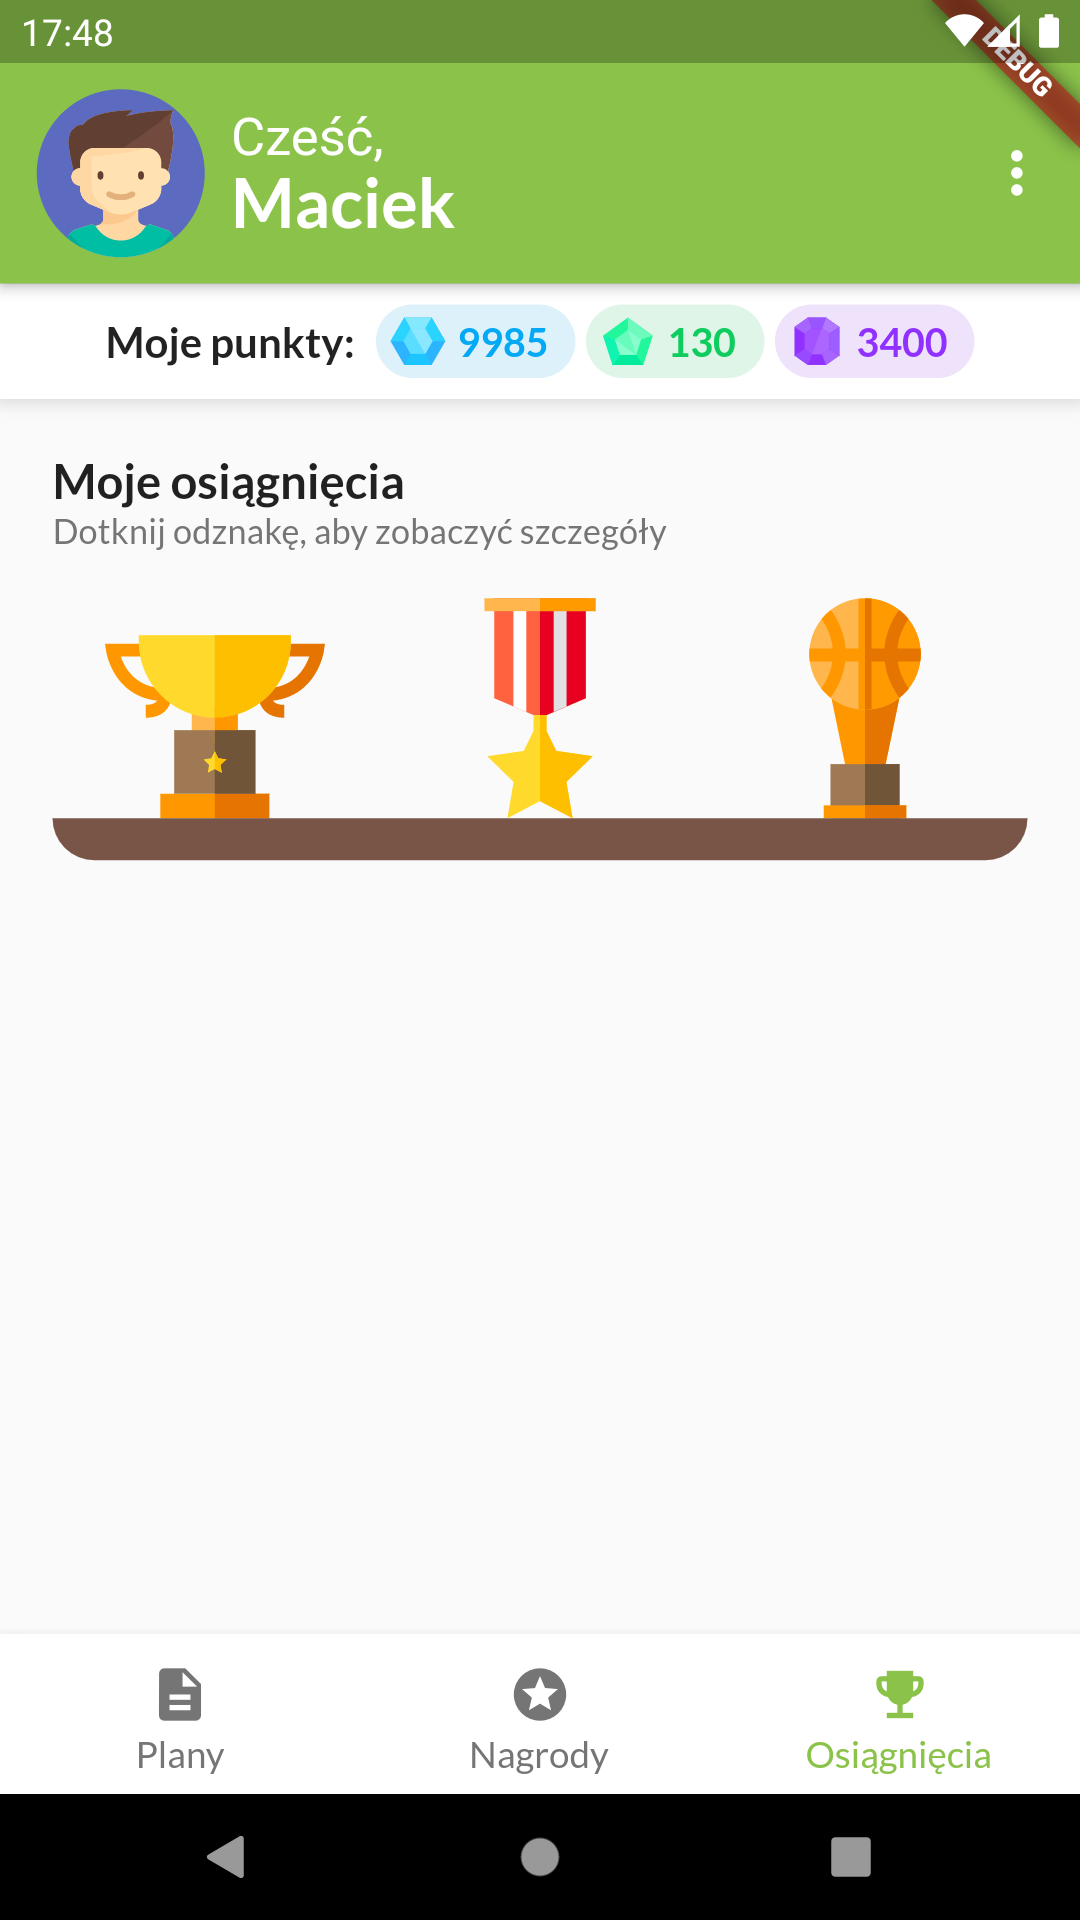 17:48
DEBUG
Cześć,
Maciek
Moje punkty: 9985 130 3400
Moje osiągnięcia
Dotknij odznakę, aby zobaczyć szczegóły
Plany Nagrody Osiągnięcia